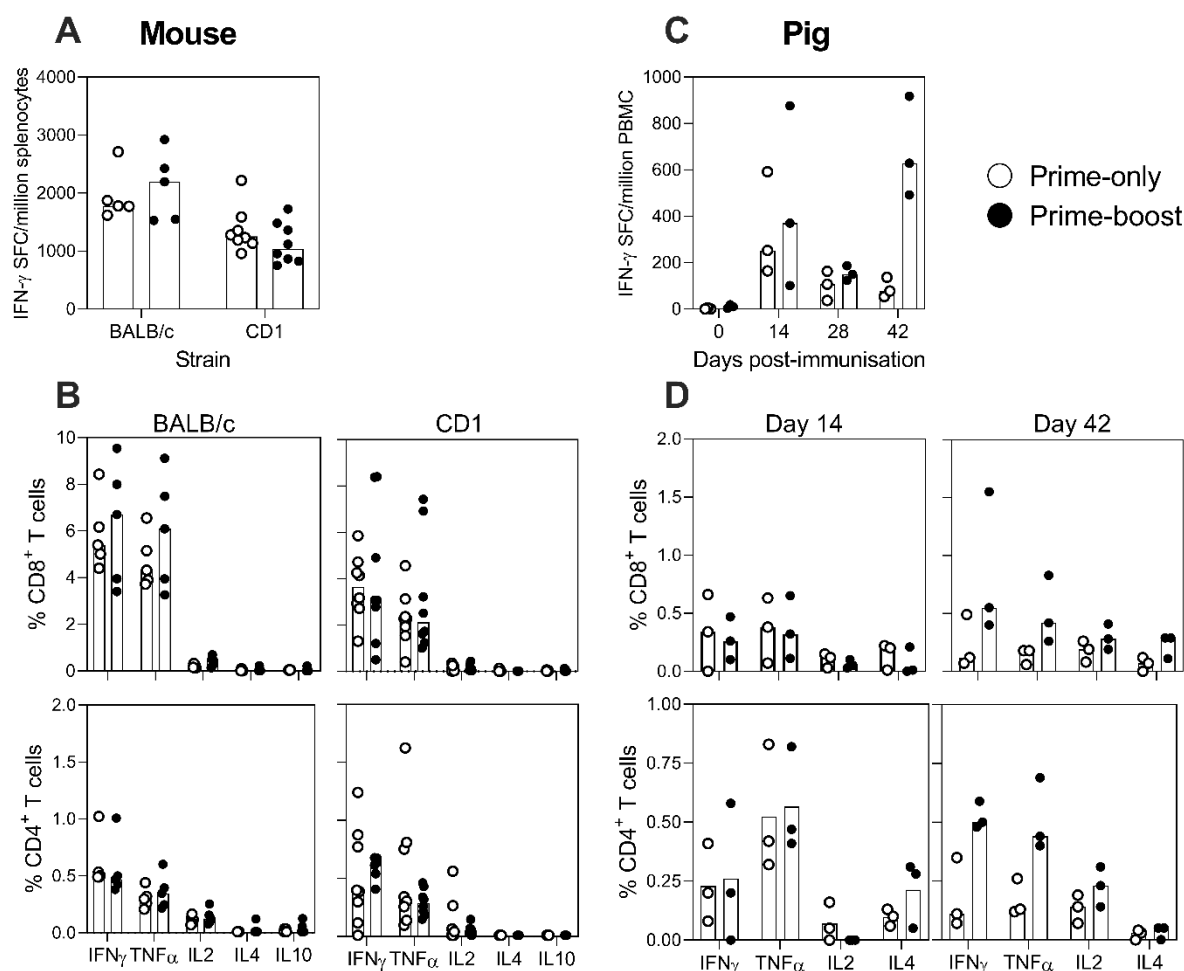 A Mouse
IFN-γ SFC/million splenocytes
4000
3000
2000
1000
0
BALB/c CD1
Strain
C Pig
IFN-γ SFC/million PBMC
1000
800
600
400
200
0
0 14 28 42
Days post-immunisation
Prime-only
Prime-boost
B
BALB/c CD1
% CD8⁺ T cells
10
8
6
4
2
0
% CD4⁺ T cells
2.0
1.5
1.0
0.5
0.0
IFNγ TNFα IL2 IL4 IL10 IFNγ TNFα IL2 IL4 IL10
D
Day 14 Day 42
% CD8⁺ T cells
2.0
1.5
1.0
0.5
0.0
% CD4⁺ T cells
1.00
0.75
0.50
0.25
0.00
IFNγ TNFα IL2 IL4 IFNγ TNFα IL2 IL4